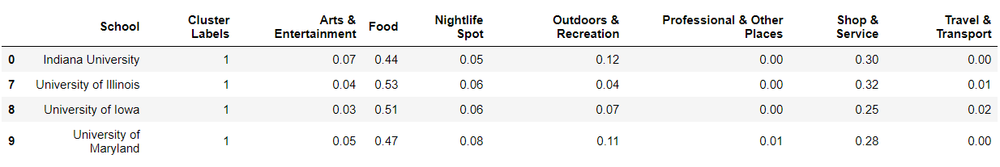 School Cluster Labels Arts & Entertainment Food Nightlife Spot Outdoors & Recreation Professional & Other Places Shop & Service Travel & Transport
0 Indiana University 1 0.07 0.44 0.05 0.12 0.00 0.30 0.00
7 University of Illinois 1 0.04 0.53 0.06 0.04 0.00 0.32 0.01
8 University of Iowa 1 0.03 0.51 0.06 0.07 0.00 0.25 0.02
9 University of Maryland 1 0.05 0.47 0.08 0.11 0.01 0.28 0.00